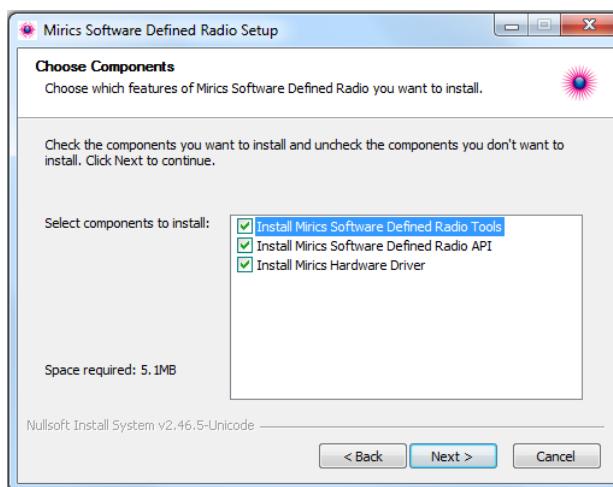 Mirics Software Defined Radio Setup
Choose Components
Choose which features of Mirics Software Defined Radio you want to install.
Check the components you want to install and uncheck the components you don't want to
install. Click Next to continue.
Select components to install:
Install Mirics Software Defined Radio Tools
Install Mirics Software Defined Radio API
Install Mirics Hardware Driver
Space required: 5.1MB
Nullsoft Install System v2.46.5-Unicode
< Back
Next >
Cancel